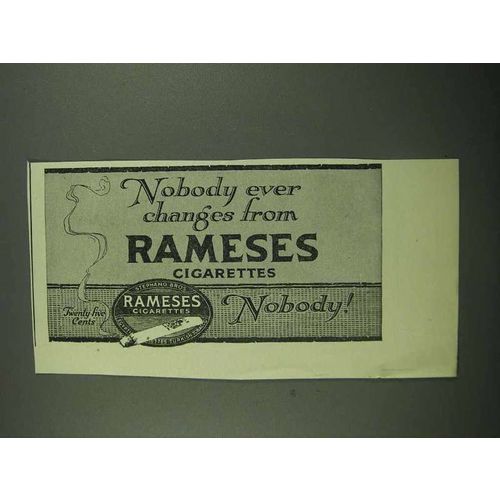 Nobody ever
changes from
RAMESES
CIGARETTES
STEPHANO BROS.
RAMESES
CIGARETTES
Twenty-five
Cents
Nobody!